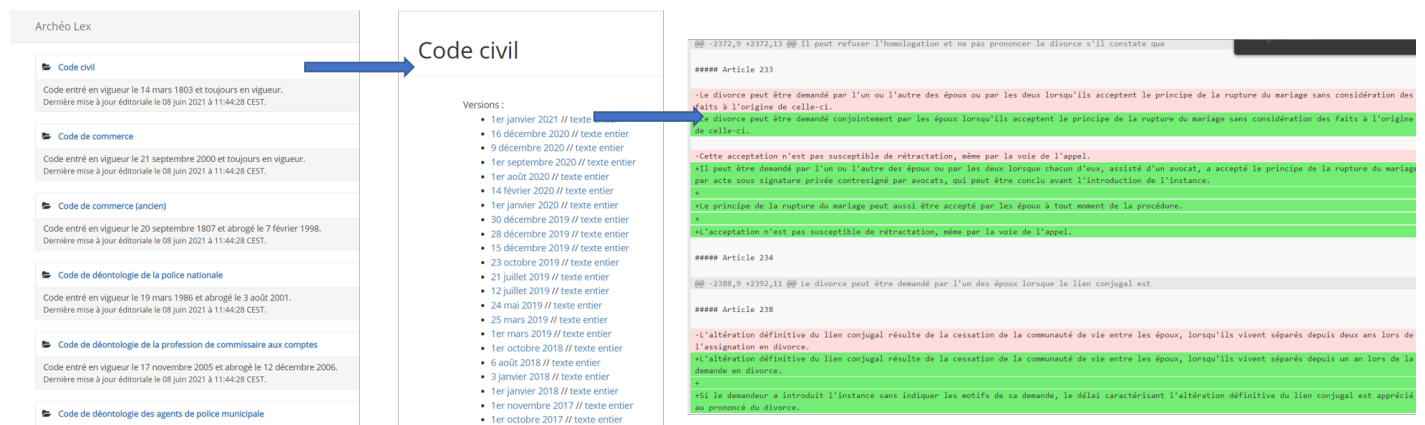 Archéo Lex
Code civil
Code entré en vigueur le 14 mars 1803 et toujours en vigueur.
Dernière mise à jour éditoriale le 08 juin 2021 à 11:44:28 CEST.
Code de commerce
Code entré en vigueur le 21 septembre 2000 et toujours en vigueur.
Dernière mise à jour éditoriale le 08 juin 2021 à 11:44:28 CEST.
Code de commerce (ancien)
Code entré en vigueur le 20 septembre 1807 et abrogé le 7 février 1998.
Dernière mise à jour éditoriale le 08 juin 2021 à 11:44:28 CEST.
Code de déontologie de la police nationale
Code entré en vigueur le 19 mars 1986 et abrogé le 3 août 2001.
Dernière mise à jour éditoriale le 08 juin 2021 à 11:44:28 CEST.
Code de déontologie de la profession de commissaire aux comptes
Code entré en vigueur le 17 novembre 2005 et abrogé le 12 décembre 2006.
Dernière mise à jour éditoriale le 08 juin 2021 à 11:44:28 CEST.
Code de déontologie des agents de police municipale
Code civil
Versions :
1er janvier 2021 // texte entier
16 décembre 2020 // texte entier
9 décembre 2020 // texte entier
1er septembre 2020 // texte entier
1er août 2020 // texte entier
14 février 2020 // texte entier
1er janvier 2020 // texte entier
30 décembre 2019 // texte entier
28 décembre 2019 // texte entier
15 décembre 2019 // texte entier
23 octobre 2019 // texte entier
21 juillet 2019 // texte entier
12 juillet 2019 // texte entier
24 mai 2019 // texte entier
25 mars 2019 // texte entier
1er mars 2019 // texte entier
1er octobre 2018 // texte entier
6 août 2018 // texte entier
3 janvier 2018 // texte entier
1er janvier 2018 // texte entier
1er novembre 2017 // texte entier
1er octobre 2017 // texte entier
@@ -2372,9 +2372,13 @@ Il peut refuser l'homologation et ne pas prononcer le divorce s'il constate que
##### Article 233
-Le divorce peut être demandé par l'un ou l'autre des époux ou par les deux lorsqu'ils acceptent le principe de la rupture du mariage sans considération des
faits à l'origine de celle-ci.
divorce peut être demandé conjointement par les époux lorsqu'ils acceptent le principe de la rupture du mariage sans considération des faits à l'origine
de celle-ci.
-Cette acceptation n'est pas susceptible de rétractation, même par la voie de l'appel.
+Il peut être demandé par l'un ou l'autre des époux ou par les deux lorsque chacun d'eux, assisté d'un avocat, a accepté le principe de la rupture du mariage
par acte sous signature privée contresigné par avocats, qui peut être conclu avant l'introduction de l'instance.
+
+Le principe de la rupture du mariage peut aussi être accepté par les époux à tout moment de la procédure.
+
+L'acceptation n'est pas susceptible de rétractation, même par la voie de l'appel.
##### Article 234
@@ -2388,9 +2392,11 @@ Le divorce peut être demandé par l'un des époux lorsque le lien conjugal est
##### Article 238
-L'altération définitive du lien conjugal résulte de la cessation de la communauté de vie entre les époux, lorsqu'ils vivent séparés depuis deux ans lors de
l'assignation en divorce.
+L'altération définitive du lien conjugal résulte de la cessation de la communauté de vie entre les époux, lorsqu'ils vivent séparés depuis un an lors de la
demande en divorce.
+
+Si le demandeur a introduit l'instance sans indiquer les motifs de sa demande, le délai caractérisant l'altération définitive du lien conjugal est apprécié
au prononcé du divorce.